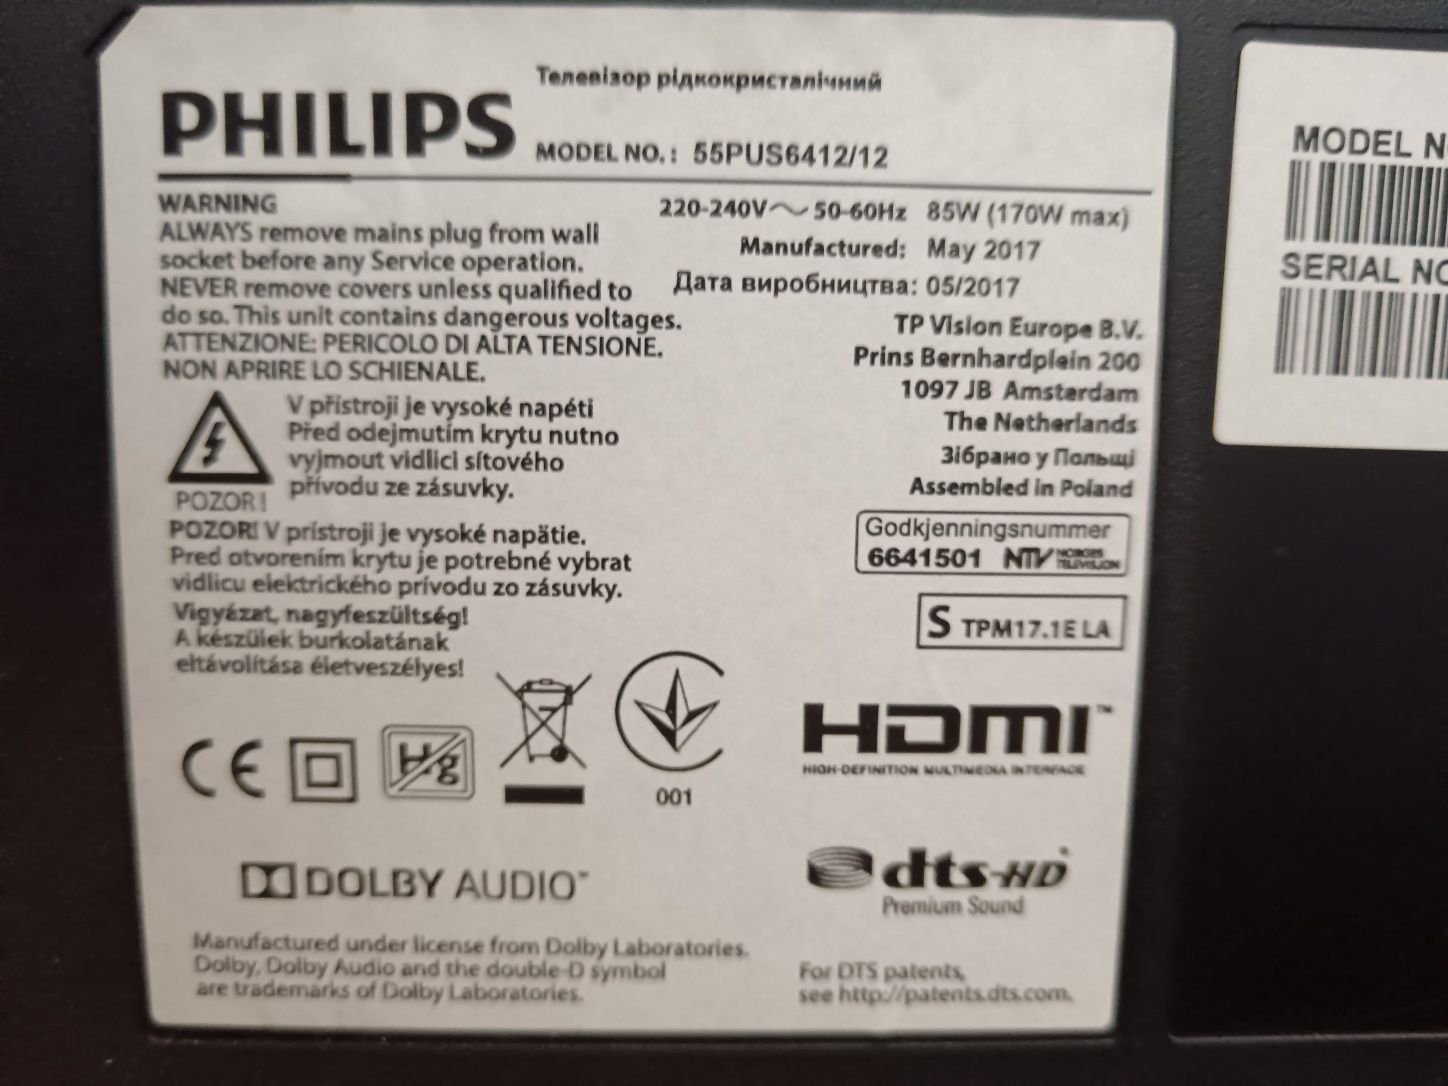 Телевізор рідкокристалічний
PHILIPS
MODEL NO.: 55PUS6412/12
WARNING
ALWAYS remove mains plug from wall
socket before any Service operation.
NEVER remove covers unless qualified to
do so. This unit contains dangerous voltages.
ATTENZIONE: PERICOLO DI ALTA TENSIONE.
NON APRIRE LO SCHIENALE.
V přístroji je vysoké napětí
Před odejmutím krytu nutno
vyjmout vidlici síťového
přívodu ze zásuvky.
POZOR!
POZOR! V prístroji je vysoké napätie.
Pred otvorením krytu je potrebné vybrat
vidlicu elektrického prívodu zo zásuvky.
Vigyázat, nagyfeszültség!
A készülék burkolatának
eltávolítása életveszélyes!
220-240V~ 50-60Hz 85W (170W max)
Manufactured: May 2017
Дата виробництва: 05/2017
TP Vision Europe B.V.
Prins Bernhardplein 200
1097 JB Amsterdam
The Netherlands
Зібрано у Польщі
Assembled in Poland
Godkjenningsnummer
6641501 NTV NORGES TELEVISJON
S TPM17.1E LA
CE
Hg
001
HDMI™
HIGH-DEFINITION MULTIMEDIA INTERFACE
DOLBY AUDIO™
dts-HD
Premium Sound
Manufactured under license from Dolby Laboratories.
Dolby, Dolby Audio and the double-D symbol
are trademarks of Dolby Laboratories.
For DTS patents,
see http://patents.dts.com.
MODEL N
SERIAL NO